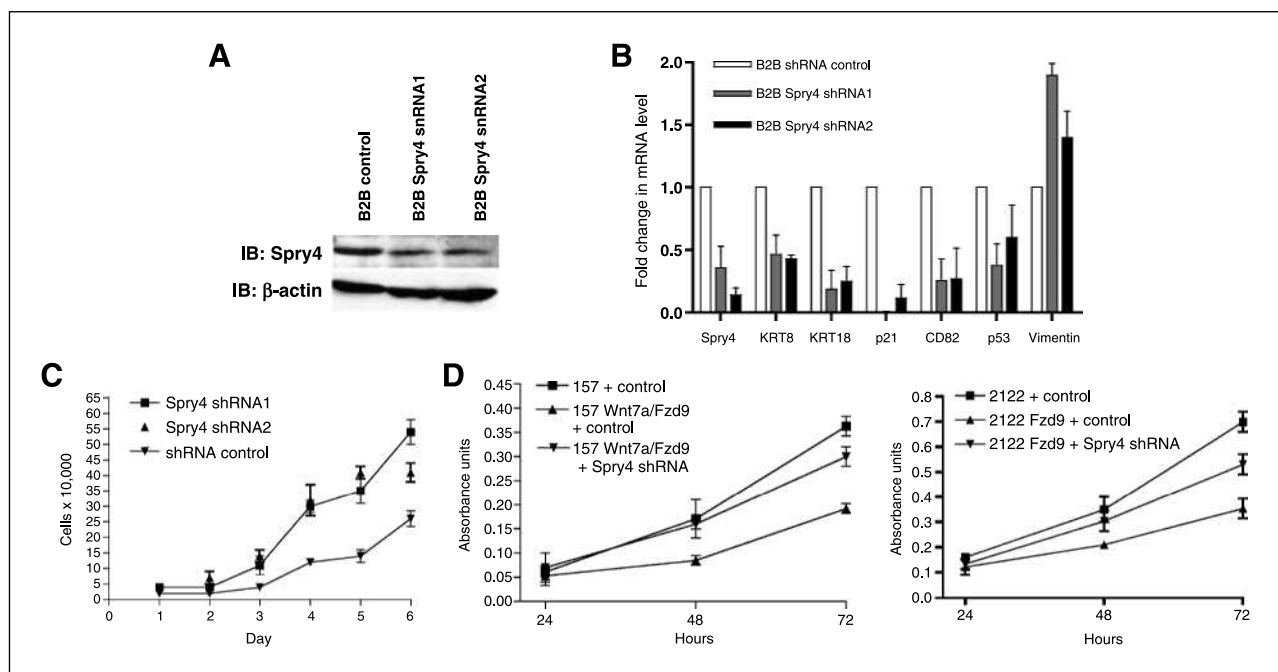 A
B2B control
B2B Spry4 snRNA1
B2B Spry4 snRNA2
IB: Spry4
IB: β-actin
B
B2B shRNA control
B2B Spry4 shRNA1
B2B Spry4 shRNA2
Fold change in mRNA level
2.0
1.5
1.0
0.5
0.0
Spry4 KRT8 KRT18 p21 CD82 p53 Vimentin
C
Spry4 shRNA1
Spry4 shRNA2
shRNA control
Cells x 10,000
65
60
55
50
45
40
35
30
25
20
15
10
5
0
0 1 2 3 4 5 6
Day
D
157 + control
157 Wnt7a/Fzd9
+ control
157 Wnt7a/Fzd9
+ Spry4 shRNA
Absorbance units
0.45
0.40
0.35
0.30
0.25
0.20
0.15
0.10
0.05
0.00
24 48 72
Hours
2122 + control
2122 Fzd9 + control
2122 Fzd9 + Spry4 shRNA
Absorbance units
0.8
0.7
0.6
0.5
0.4
0.3
0.2
0.1
0.0
24 48 72
Hours